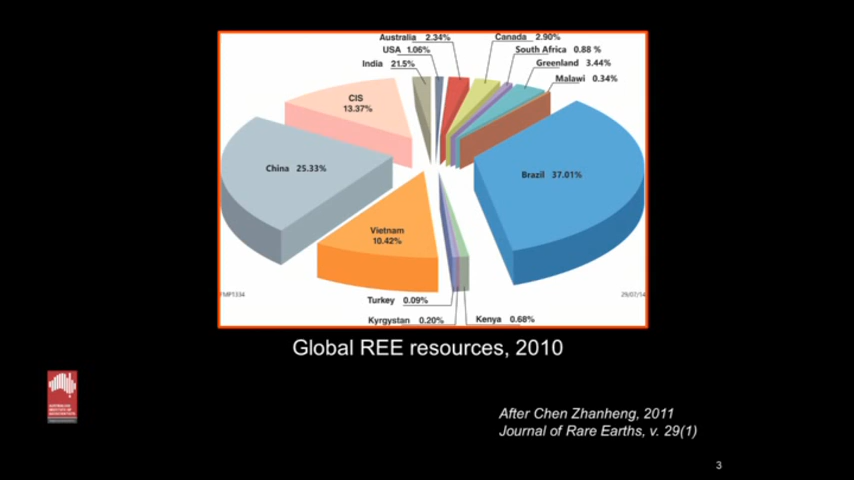 Australia 2.34%
Canada 2.90%
USA 1.06%
South Africa 0.88 %
India 21.5%
Greenland 3.44%
Malawi 0.34%
CIS
13.37%
China 25.33%
Brazil 37.01%
Vietnam
10.42%
29/07/14
Turkey 0.09%
Kyrgystan 0.20%
Kenya 0.68%
Global REE resources, 2010
After Chen Zhanheng, 2011
Journal of Rare Earths, v. 29(1)
3